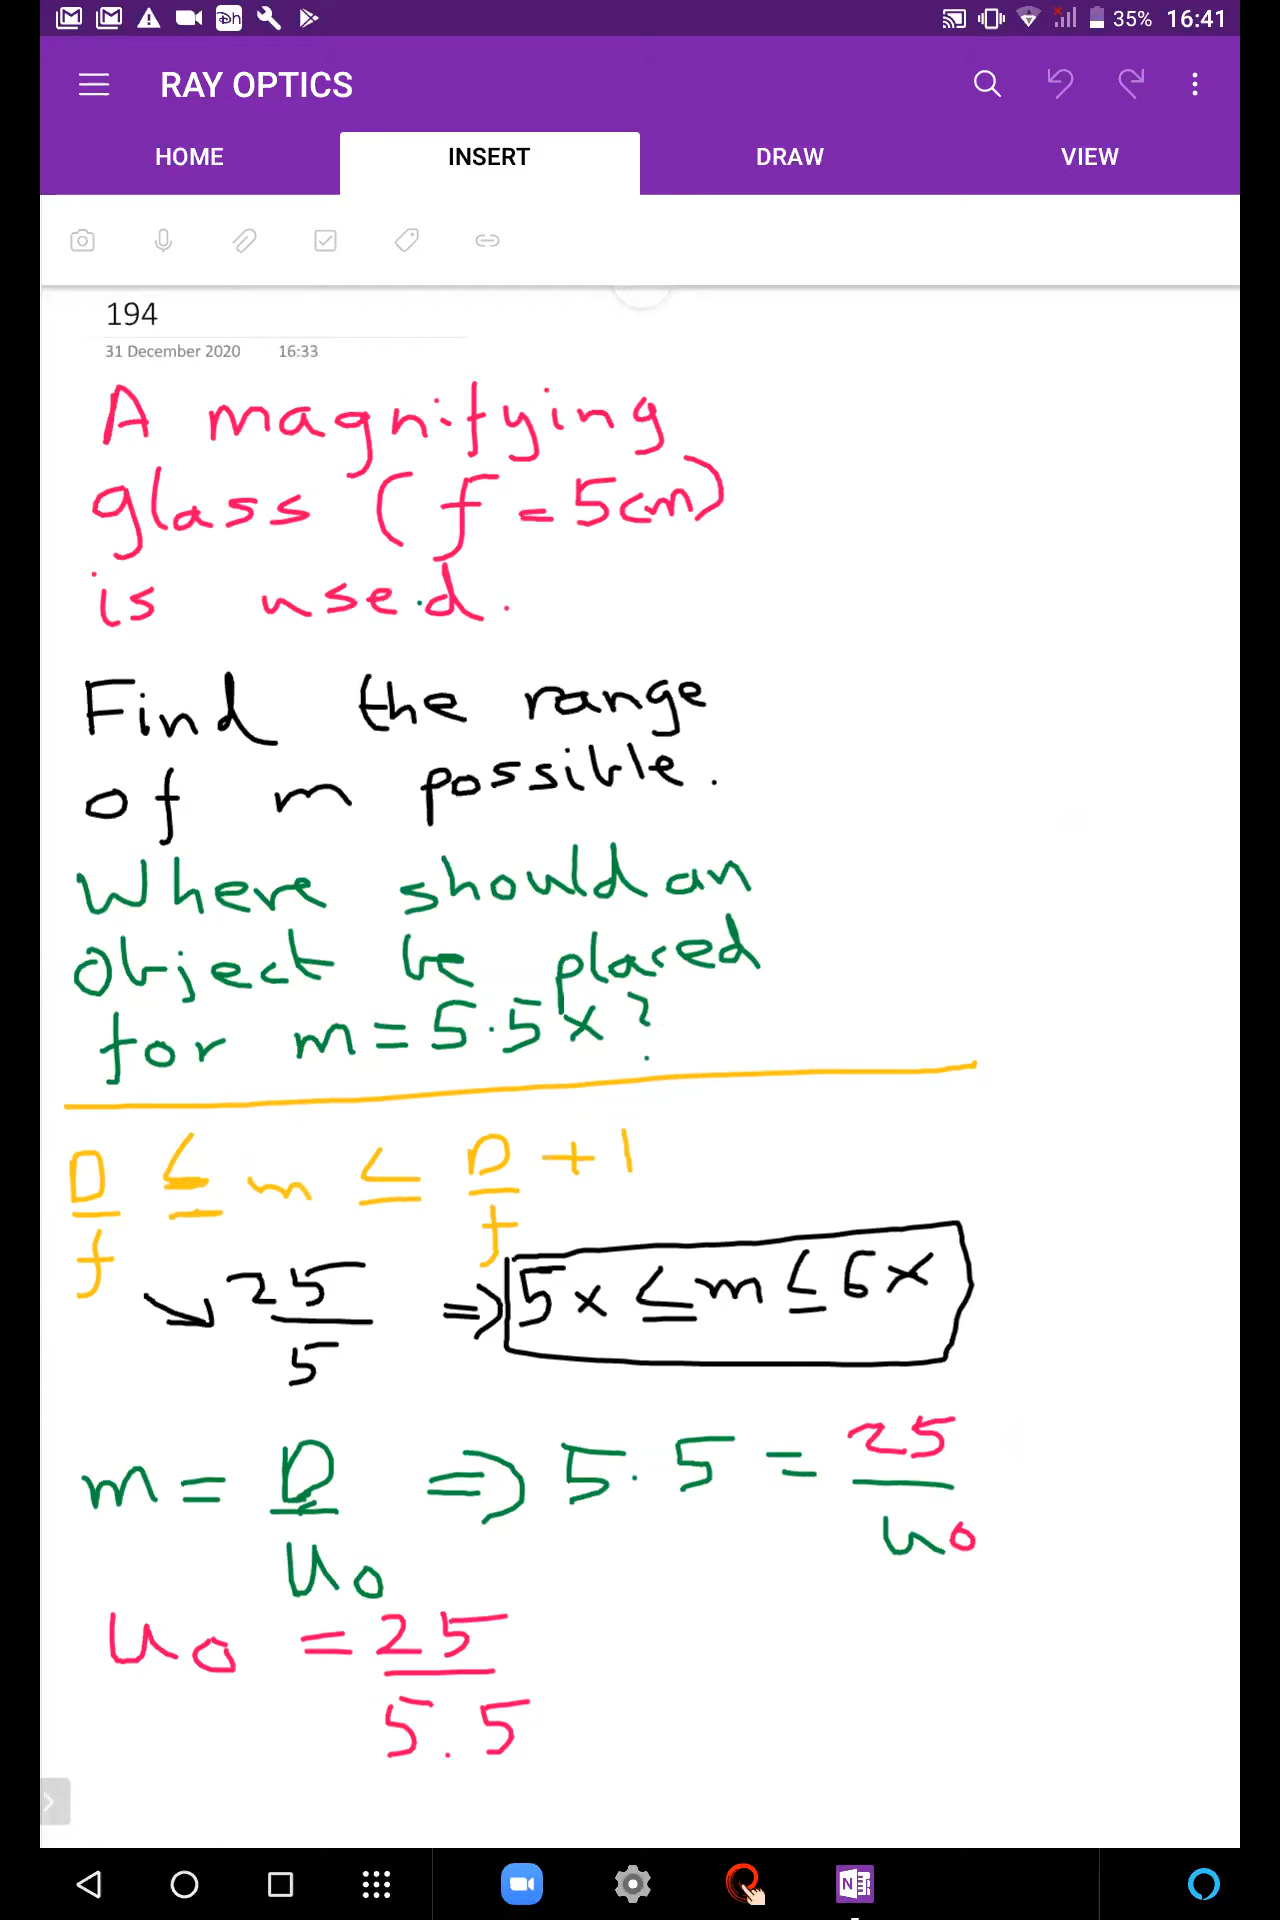 35% 16:41
RAY OPTICS
HOME INSERT DRAW VIEW
194
31 December 2020 16:33
A magnifying
glass (f = 5cm)
is used.
Find the range
of m possible.
Where should an
object be placed
for m = 5.5x?
D/f ≤ m ≤ D/f + 1
↘ 25/5 ⇒ 5x ≤ m ≤ 6x
m = D/u₀ ⇒ 5.5 = 25/u₀
u₀ = 25/5.5